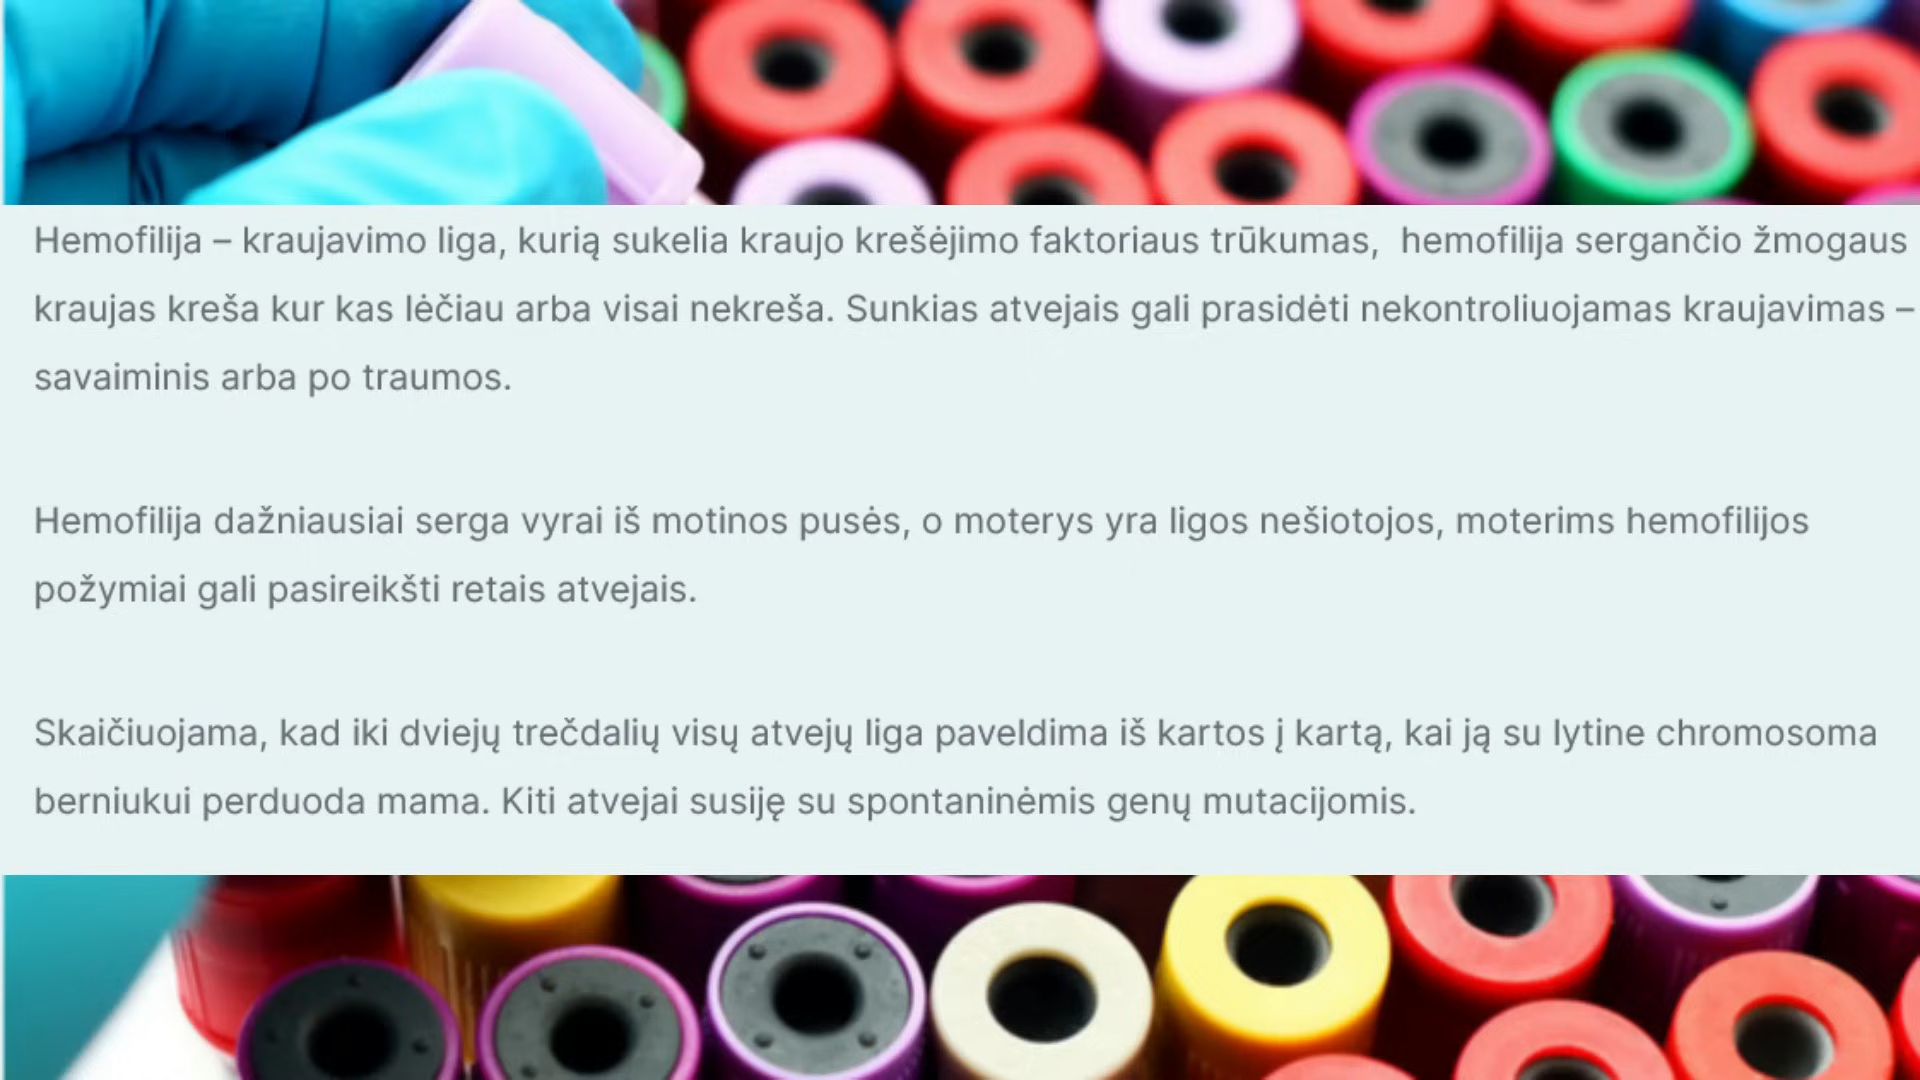 Hemofilija – kraujavimo liga, kurią sukelia kraujo krešėjimo faktoriaus trūkumas,  hemofilija sergančio žmogaus
kraujas kreša kur kas lėčiau arba visai nekreša. Sunkias atvejais gali prasidėti nekontroliuojamas kraujavimas –
savaiminis arba po traumos.
Hemofilija dažniausiai serga vyrai iš motinos pusės, o moterys yra ligos nešiotojos, moterims hemofilijos
požymiai gali pasireikšti retais atvejais.
Skaičiuojama, kad iki dviejų trečdalių visų atvejų liga paveldima iš kartos į kartą, kai ją su lytine chromosoma
berniukui perduoda mama. Kiti atvejai susiję su spontaninėmis genų mutacijomis.